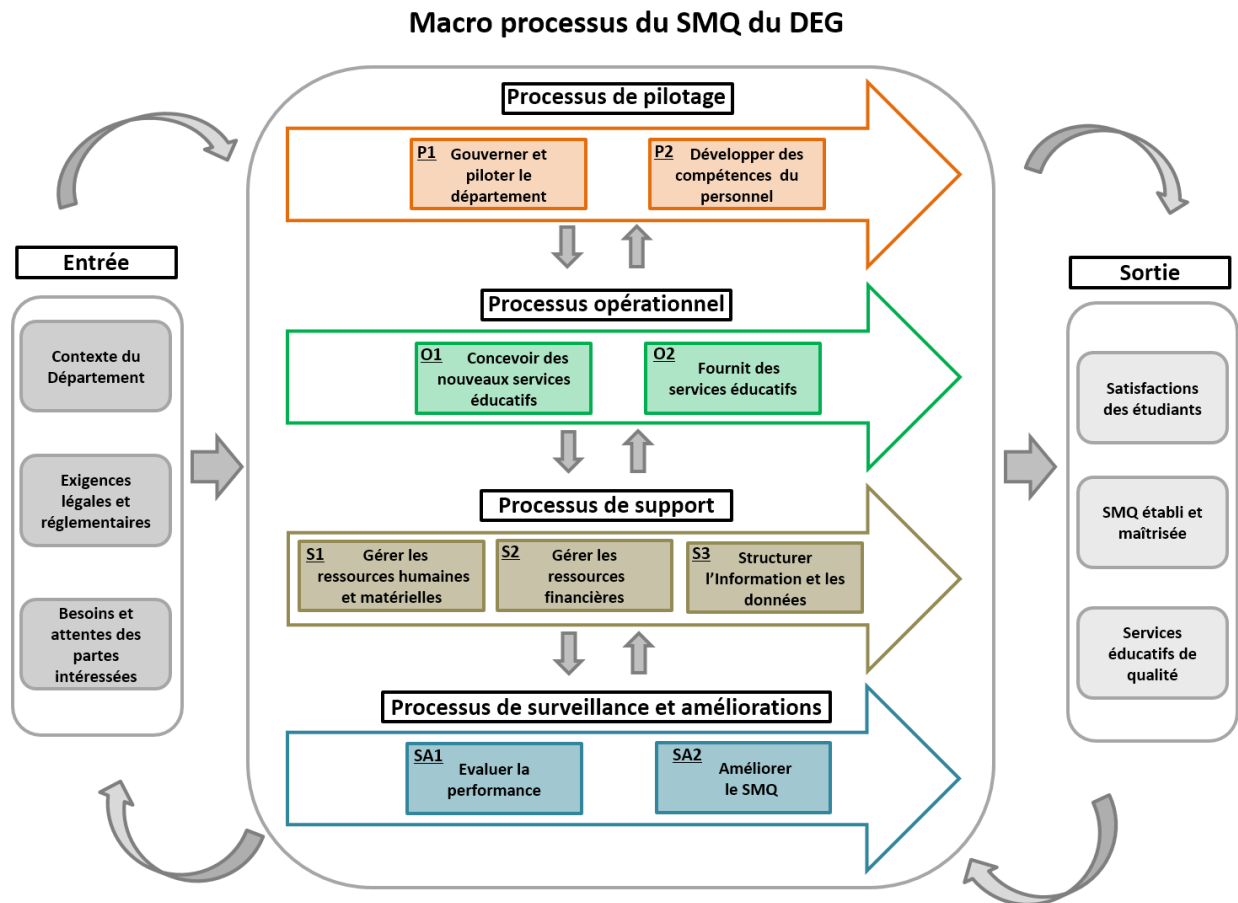 Macro processus du SMQ du DEG
Processus de pilotage
P1 Gouverner et
piloter le
département
P2 Développer des
compétences du
personnel
Entrée
Contexte du
Département
Exigences
légales et
réglementaires
Besoins et
attentes des
partes
intéressées
Processus opérationnel
O1 Concevoir des
nouveaux services
éducatifs
O2 Fournit des
services éducatifs
Processus de support
S1 Gérer les
ressources humaines
et matérielles
S2 Gérer les
ressources
financières
S3 Structurer
l'Information et les
données
Processus de surveillance et améliorations
SA1
Evaluer la
performance
SA2
Améliorer
le SMQ
Sortie
Satisfactions
des étudiants
SMQ établi et
maîtrisée
Services
éducatifs de
qualité